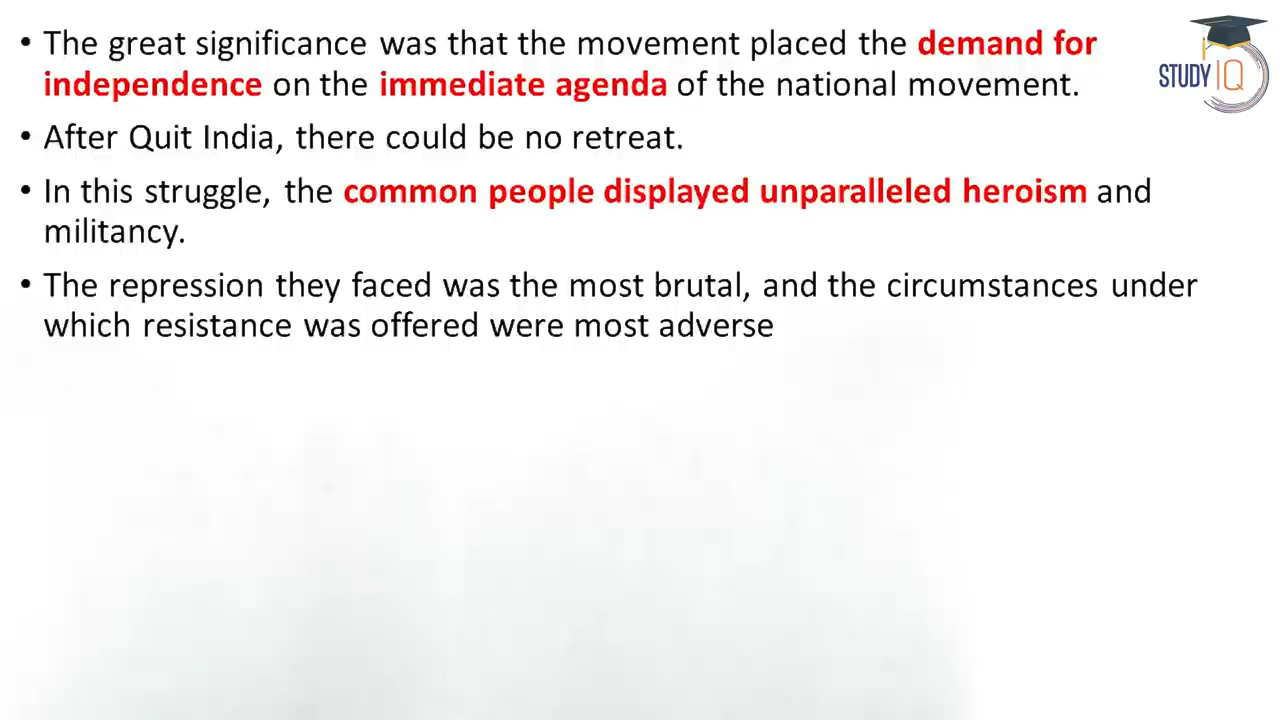 • The great significance was that the movement placed the demand for
independence on the immediate agenda of the national movement.
• After Quit India, there could be no retreat.
• In this struggle, the common people displayed unparalleled heroism and
militancy.
• The repression they faced was the most brutal, and the circumstances under
which resistance was offered were most adverse
STUDY IQ